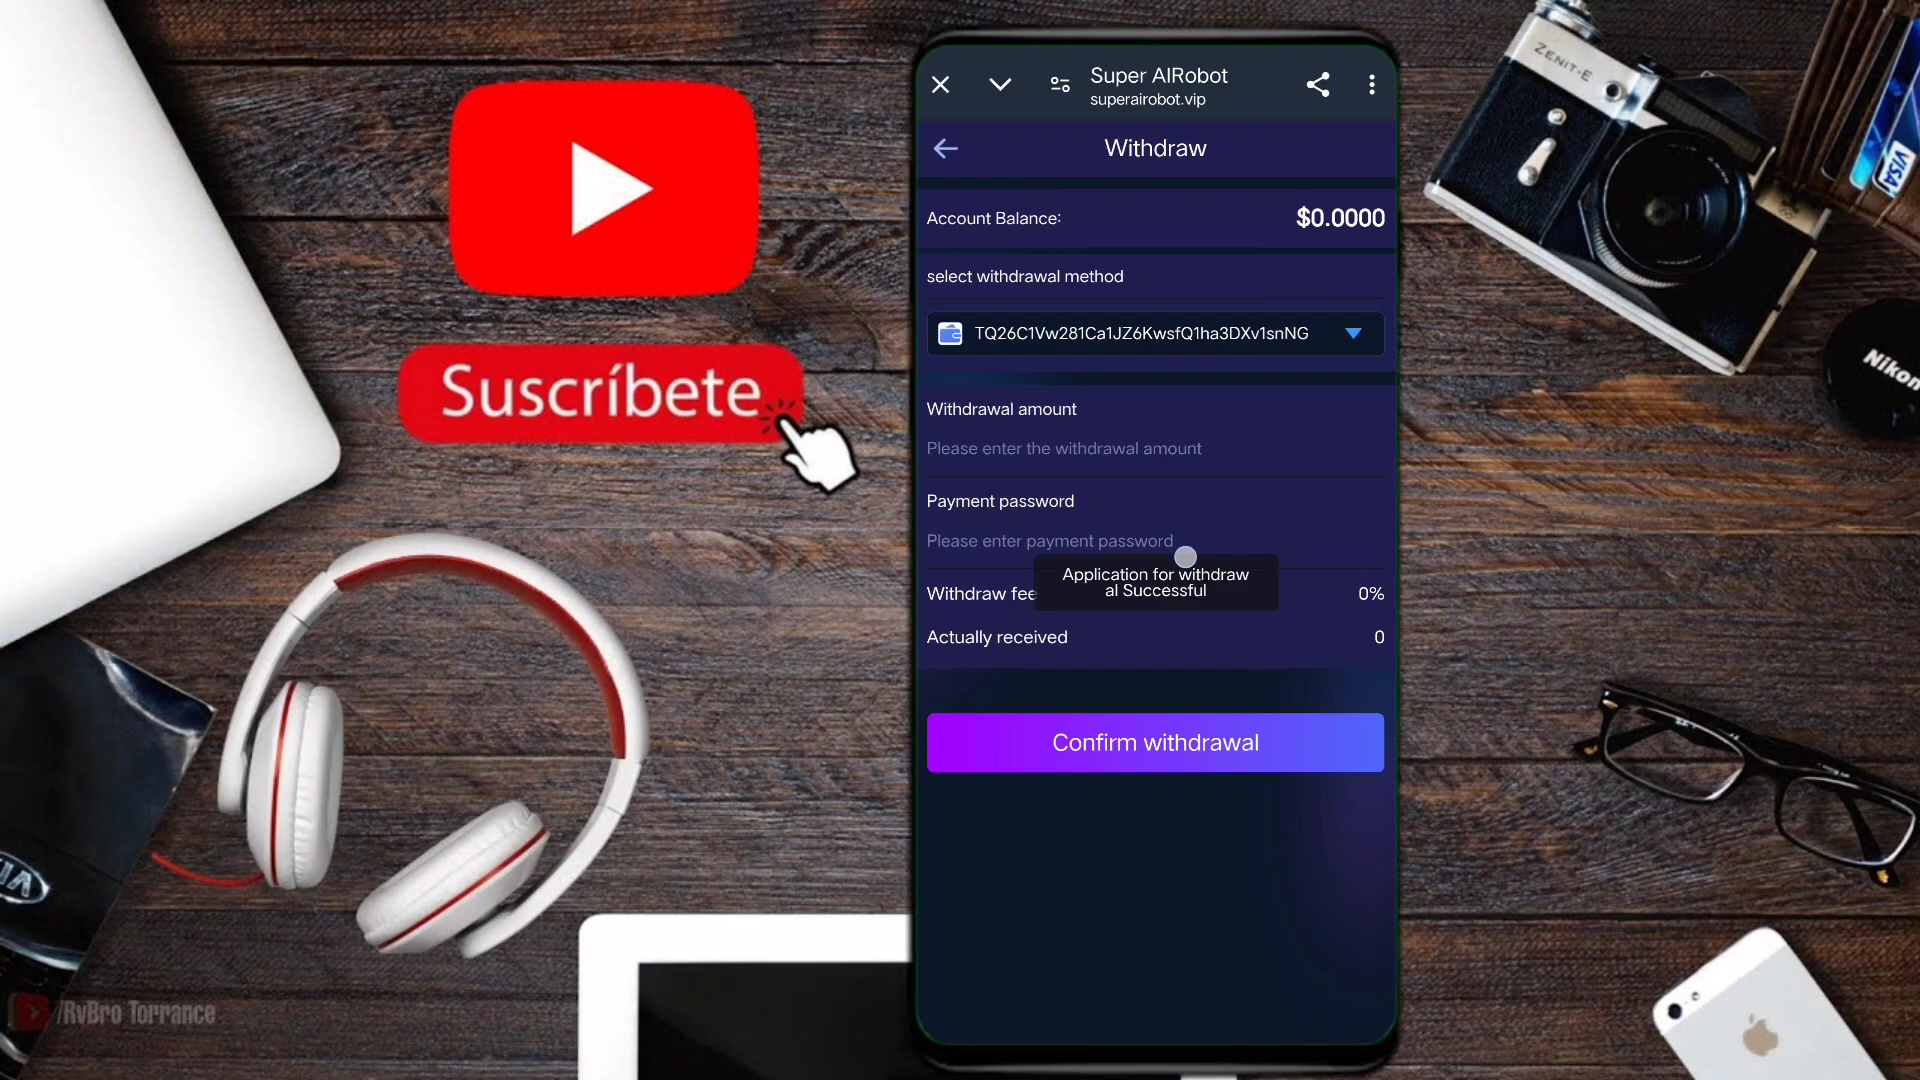 Super AIRobot
superairobot.vip
Withdraw
Account Balance:
$0.0000
select withdrawal method
TQ26C1Vw281Ca1JZ6KwsfQ1ha3DXv1snNG
Withdrawal amount
Please enter the withdrawal amount
Payment password
Please enter payment password
Application for withdraw
al Successful
Withdraw fee
0%
Actually received
0
Confirm withdrawal
Suscríbete
ZENIT-E
VISA
Nikon
/RvBro Torrance